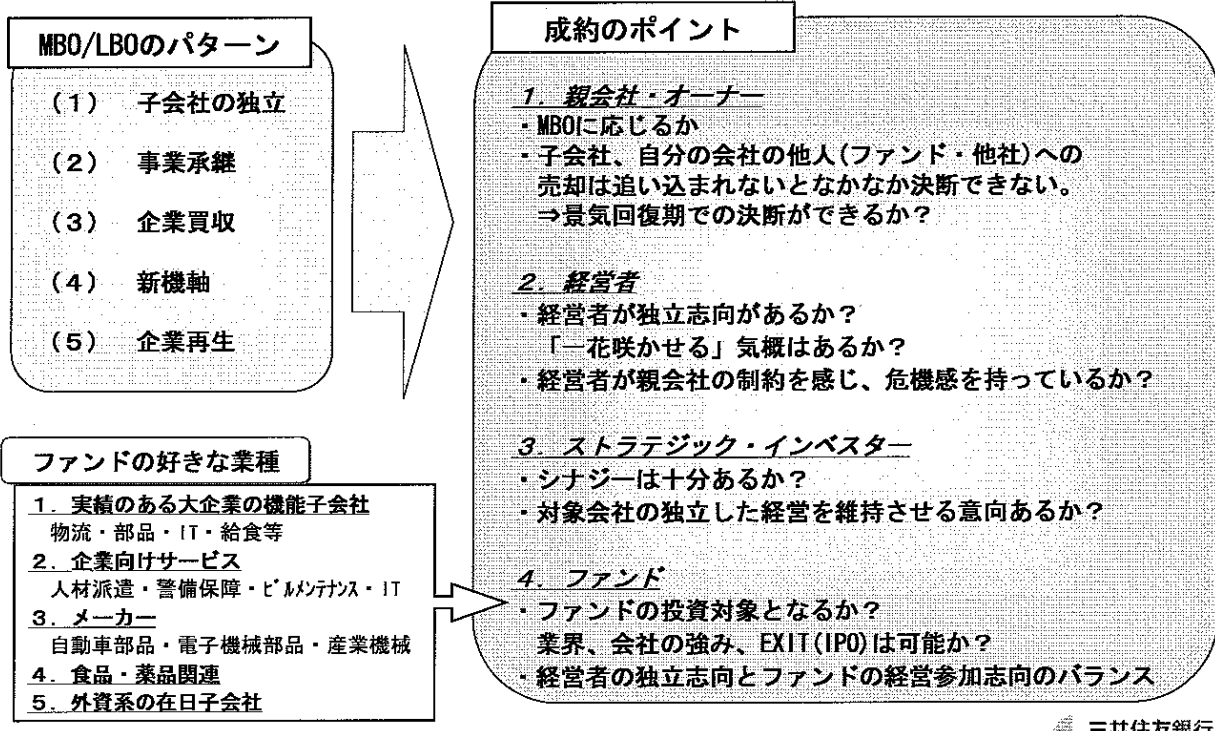 MBO/LBOのパターン
(1) 子会社の独立
(2) 事業承継
(3) 企業買収
(4) 新機軸
(5) 企業再生
ファンドの好きな業種
1. 実績のある大企業の機能子会社
物流・部品・IT・給食等
2. 企業向けサービス
人材派遣・警備保障・ビルメンテナンス・IT
3. メーカー
自動車部品・電子機械部品・産業機械
4. 食品・薬品関連
5. 外資系の在日子会社
成約のポイント
1. 親会社・オーナー
・MBOに応じるか
・子会社、自分の会社の他人(ファンド・他社)への
売却は追い込まれないとなかなか決断できない。
⇒景気回復期での決断ができるか?
2. 経営者
・経営者が独立志向があるか?
「一花咲かせる」気概はあるか?
・経営者が親会社の制約を感じ、危機感を持っているか?
3. ストラテジック・インベスター
・シナジーは十分あるか?
・対象会社の独立した経営を維持させる意向あるか?
4. ファンド
・ファンドの投資対象となるか?
業界、会社の強み、EXIT(IPO)は可能か?
・経営者の独立志向とファンドの経営参加志向のバランス
三井住友銀行